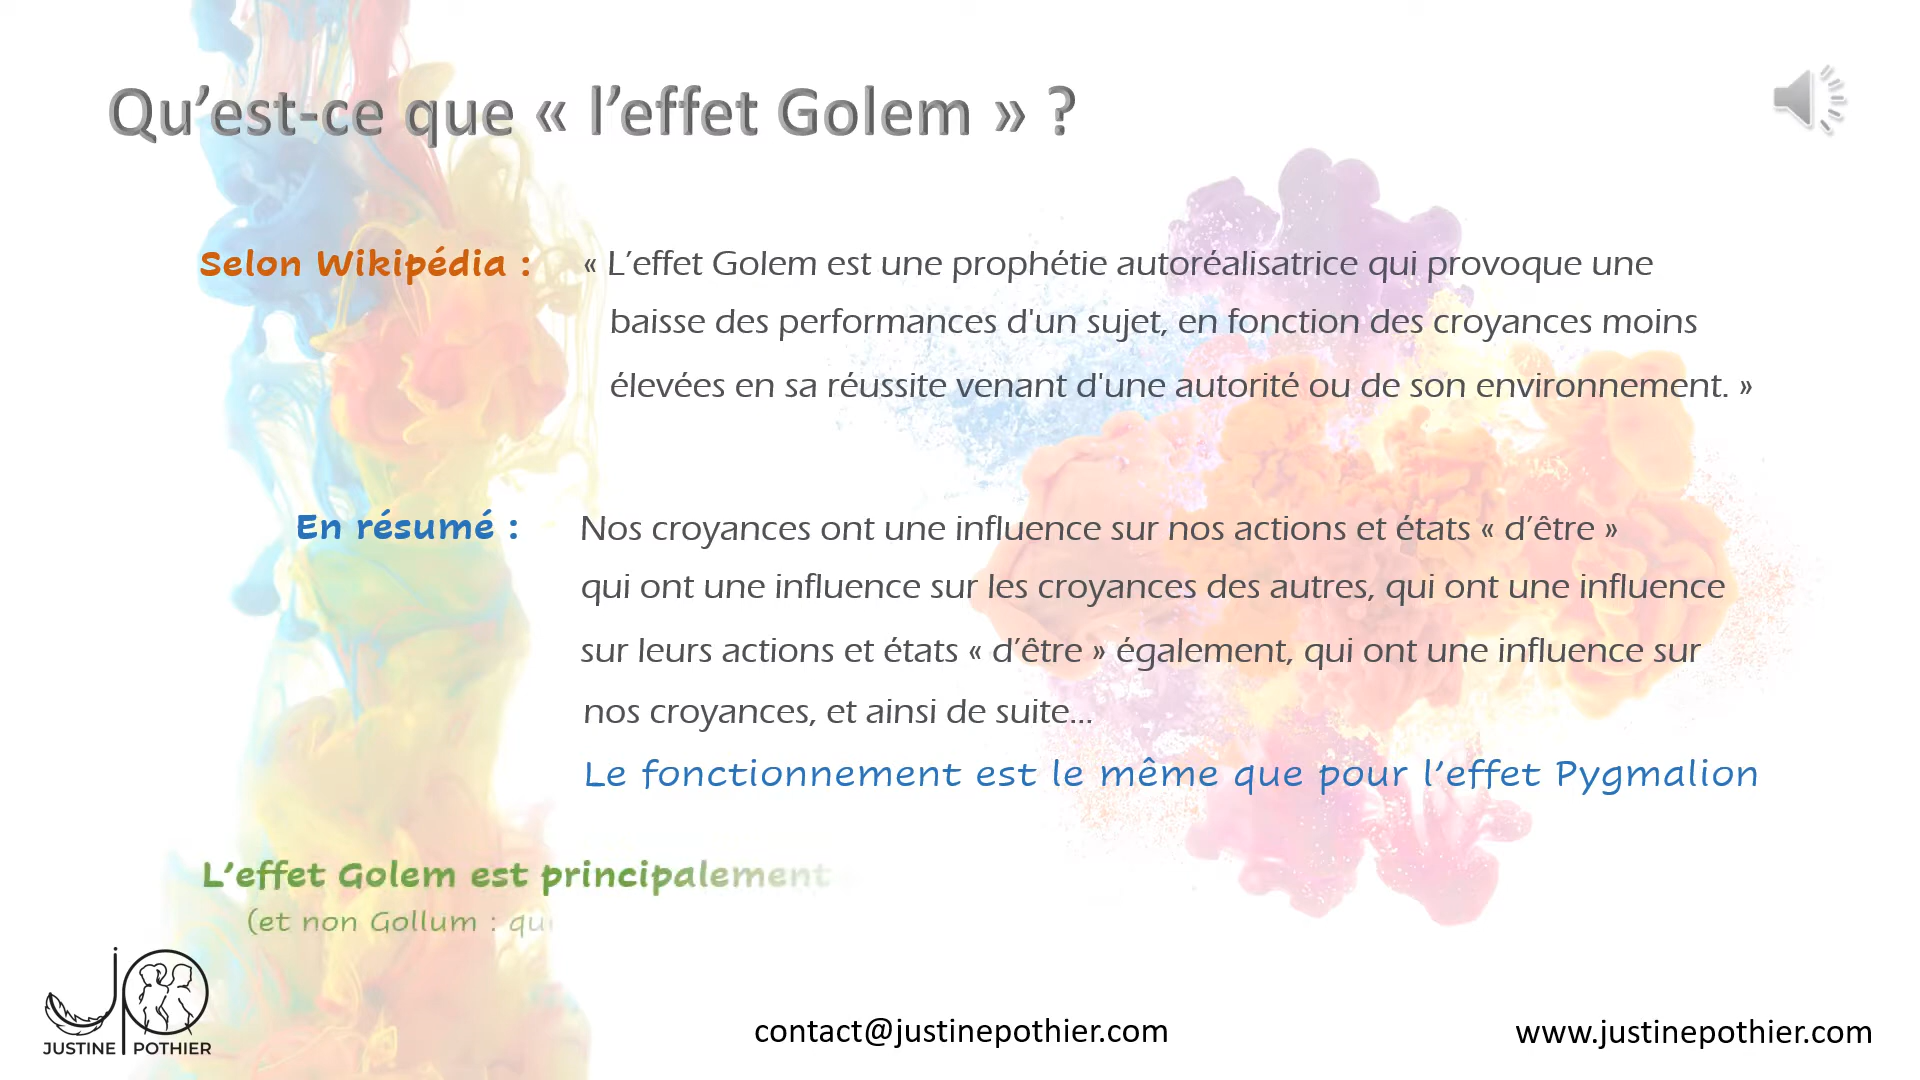 Qu’est-ce que « l’effet Golem » ?
Selon Wikipédia : « L’effet Golem est une prophétie autoréalisatrice qui provoque une
baisse des performances d'un sujet, en fonction des croyances moins
élevées en sa réussite venant d'une autorité ou de son environnement. »
En résumé : Nos croyances ont une influence sur nos actions et états « d’être »
qui ont une influence sur les croyances des autres, qui ont une influence
sur leurs actions et états « d’être » également, qui ont une influence sur
nos croyances, et ainsi de suite...
Le fonctionnement est le même que pour l’effet Pygmalion
L’effet Golem est principalement
(et non Gollum :
JUSTINE POTHIER
contact@justinepothier.com
www.justinepothier.com